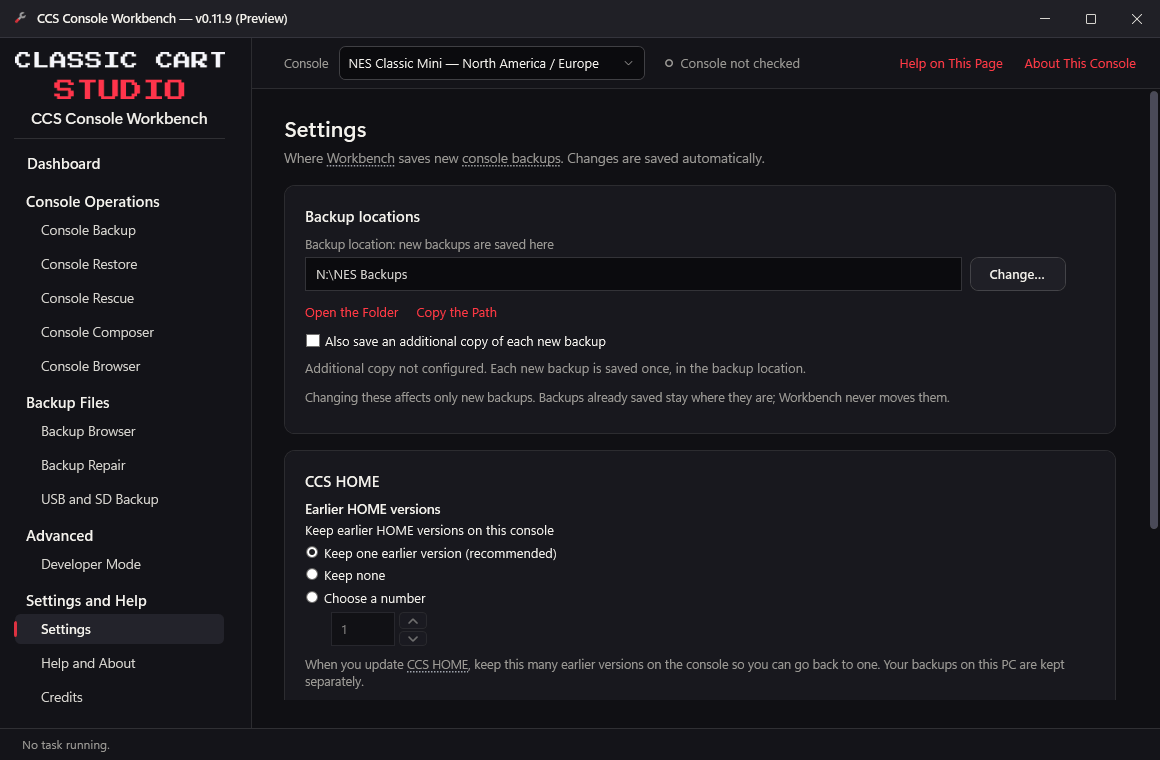 CCS Console Workbench — v0.11.9 (Preview)
CLASSIC CART
STUDIO
CCS Console Workbench
Dashboard
Console Operations
Console Backup
Console Restore
Console Rescue
Console Composer
Console Browser
Backup Files
Backup Browser
Backup Repair
USB and SD Backup
Advanced
Developer Mode
Settings and Help
Settings
Help and About
Credits
Console
NES Classic Mini — North America / Europe
Console not checked
Help on This Page
About This Console
Settings
Where Workbench saves new console backups. Changes are saved automatically.
Backup locations
Backup location: new backups are saved here
N:\NES Backups
Change...
Open the Folder
Copy the Path
Also save an additional copy of each new backup
Additional copy not configured. Each new backup is saved once, in the backup location.
Changing these affects only new backups. Backups already saved stay where they are; Workbench never moves them.
CCS HOME
Earlier HOME versions
Keep earlier HOME versions on this console
Keep one earlier version (recommended)
Keep none
Choose a number
1
When you update CCS HOME, keep this many earlier versions on the console so you can go back to one. Your backups on this PC are kept
separately.
No task running.